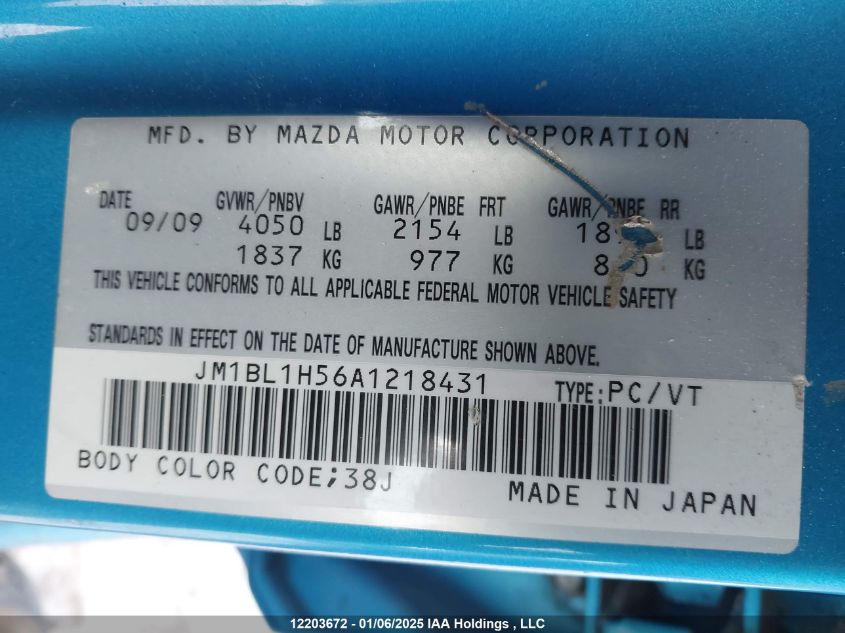 MFD. BY MAZDA MOTOR CORPORATION
DATE GVWR/PNBV GAWR/PNBE FRT GAWR/PNBE RR
09/09 4050 LB 2154 LB LB
1837 KG 977 KG KG
THIS VEHICLE CONFORMS TO ALL APPLICABLE FEDERAL MOTOR VEHICLE SAFETY
STANDARDS IN EFFECT ON THE DATE OF MANUFACTURE SHOWN ABOVE.
JM1BL1H56A1218431 TYPE:PC/VT
BODY COLOR CODE;38J
MADE IN JAPAN
12203672 - 01/06/2025 IAA Holdings , LLC